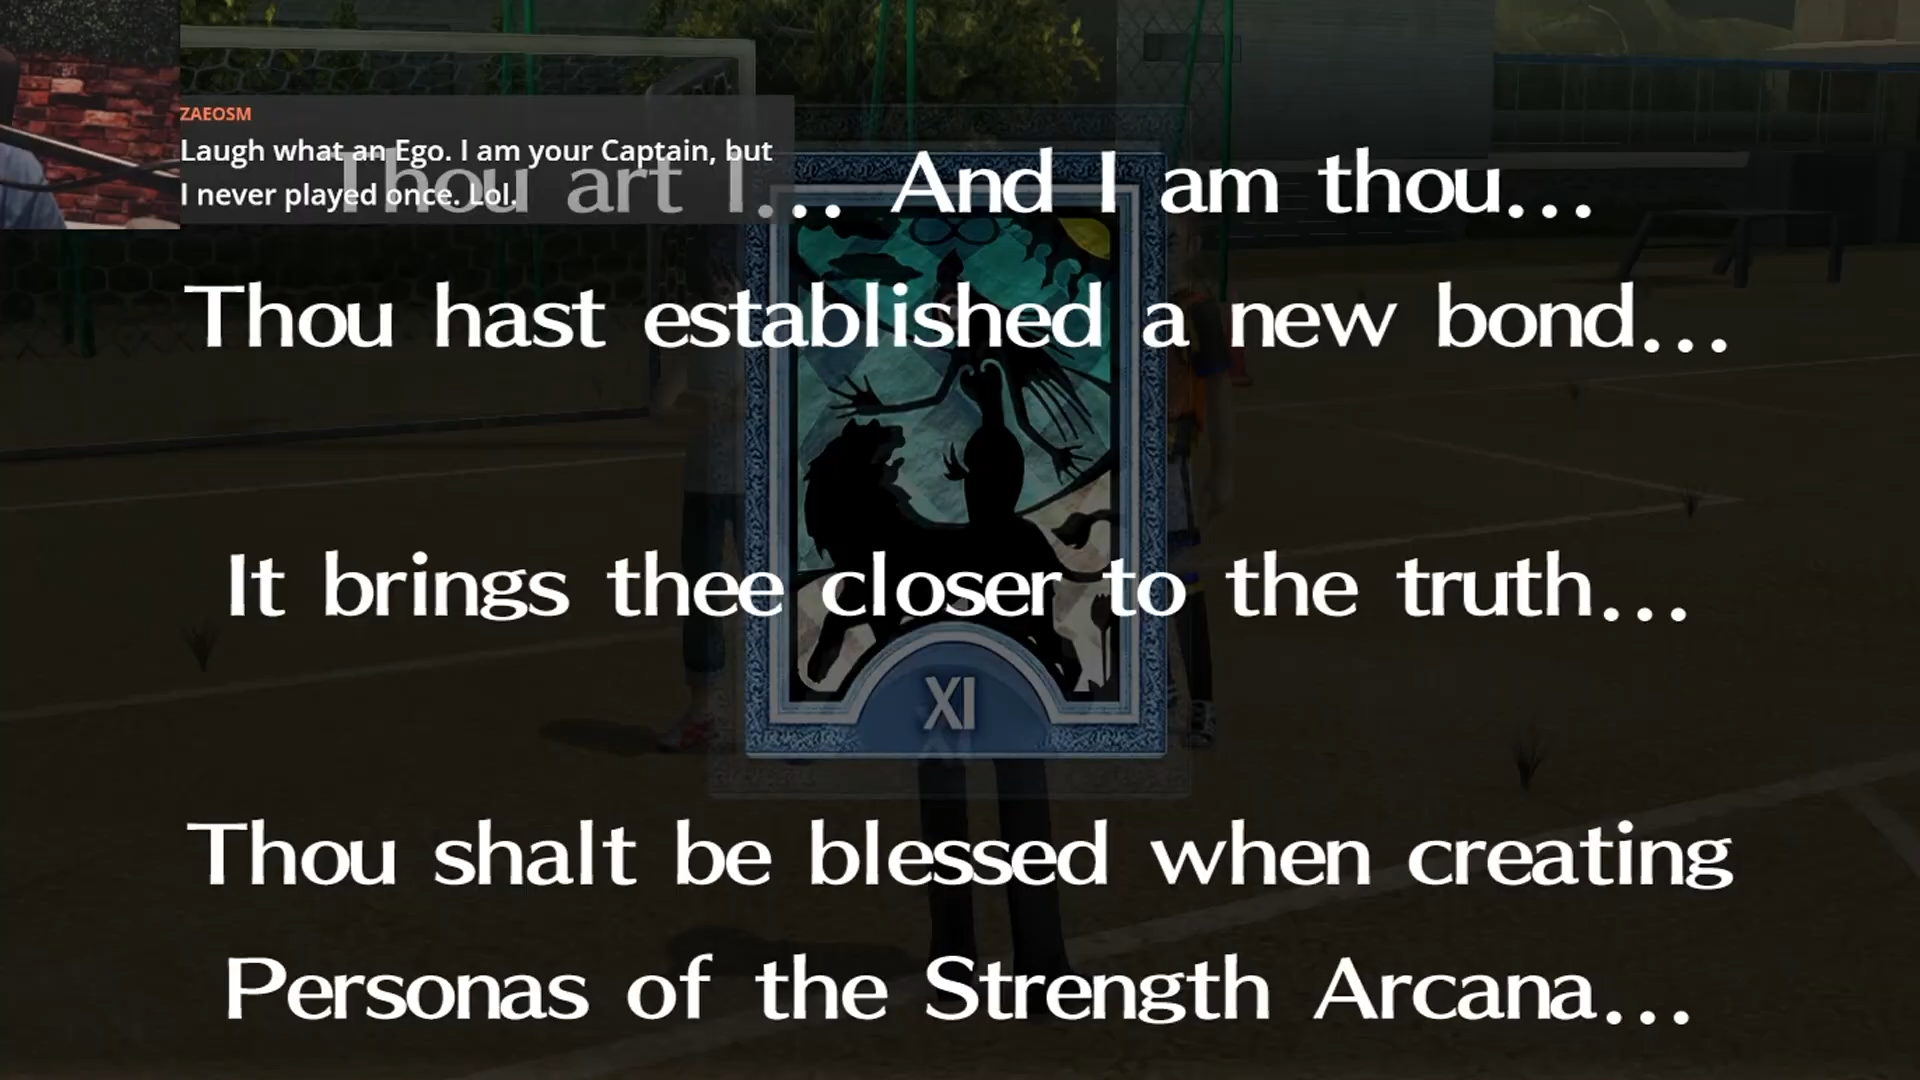 ZAEOSM
Laugh what an Ego. I am your Captain, but
I never played once. Lol.
Thou art I... And I am thou...
Thou hast established a new bond...
It brings thee closer to the truth...
XI
Thou shalt be blessed when creating
Personas of the Strength Arcana...